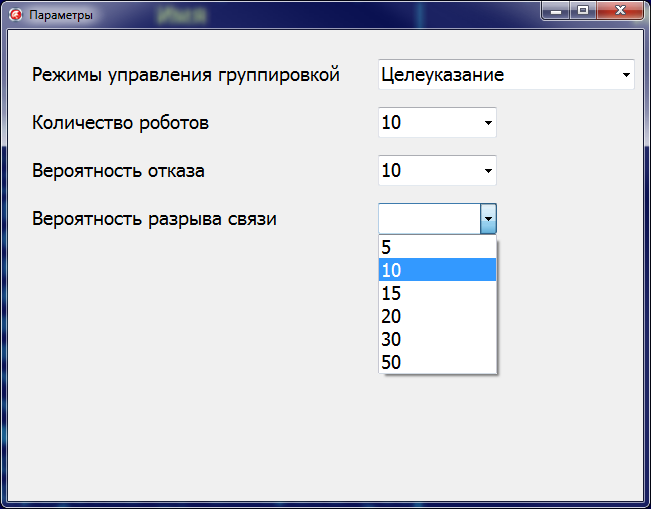 Имя
Параметры
Режимы управления группировкой Целеуказание
Количество роботов 10
Вероятность отказа 10
Вероятность разрыва связи
5
10
15
20
30
50